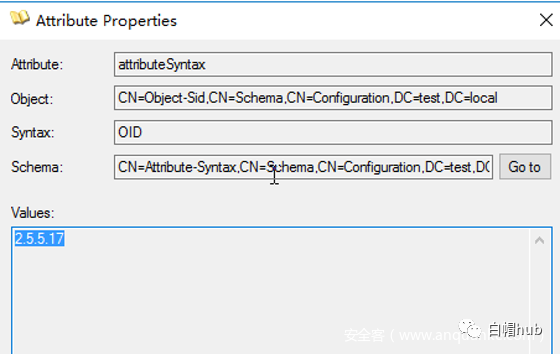 Attribute Properties
Attribute: attributeSyntax
Object: CN=Object-Sid,CN=Schema,CN=Configuration,DC=test,DC=local
Syntax: OID
Schema: CN=Attribute-Syntax,CN=Schema,CN=Configuration,DC=test,DC Go to
Values:
2.5.5.17
安全客（www.anq
白帽hub